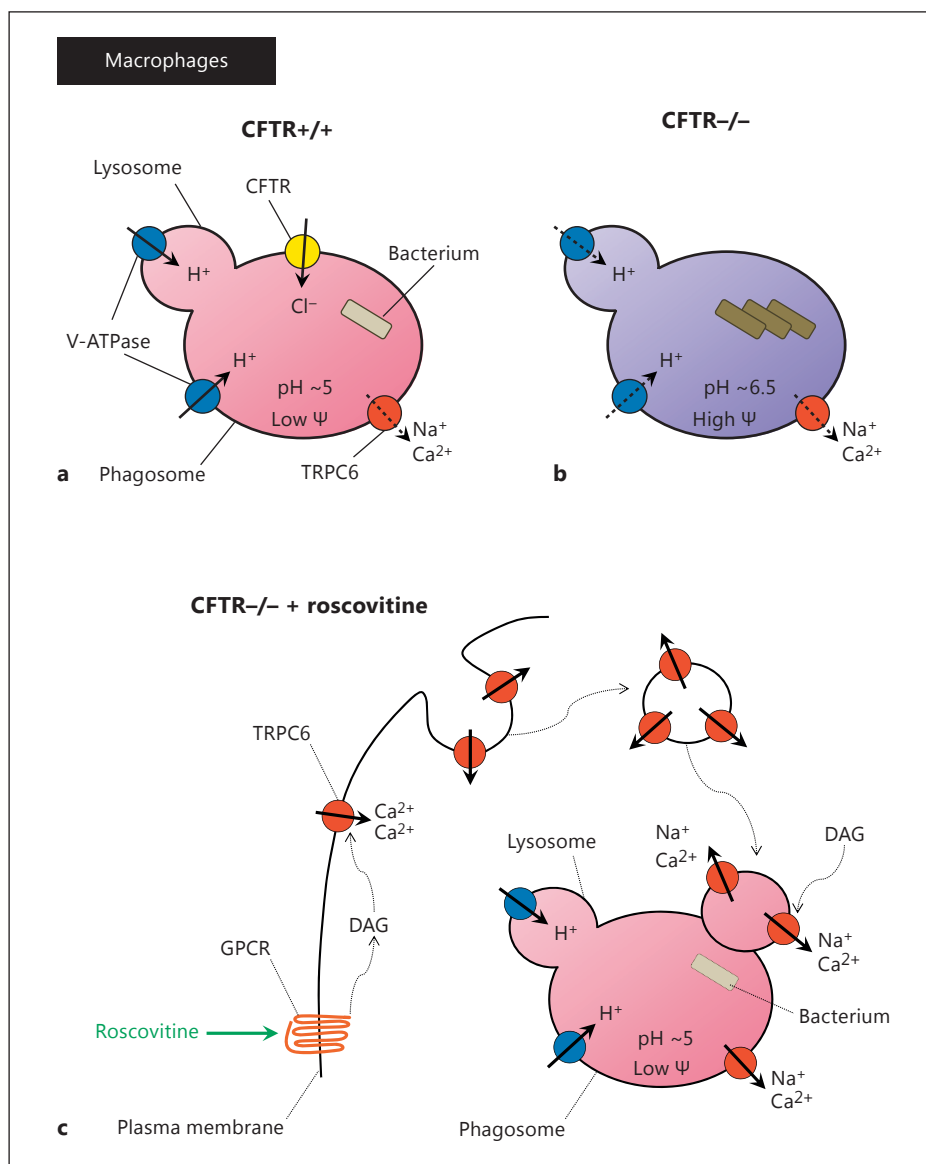 Macrophages
CFTR+/+
CFTR–/–
Lysosome
CFTR
Bacterium
H⁺
Cl⁻
V-ATPase
H⁺
pH ~5
Low Ψ
Na⁺
Ca²⁺
Phagosome
TRPC6
a
H⁺
H⁺
pH ~6.5
High Ψ
Na⁺
Ca²⁺
b
CFTR–/– + roscovitine
TRPC6
Ca²⁺
Ca²⁺
DAG
GPCR
Roscovitine
Plasma membrane
c
Lysosome
Na⁺
Ca²⁺
DAG
H⁺
Na⁺
Ca²⁺
H⁺
Bacterium
pH ~5
Low Ψ
Na⁺
Ca²⁺
Phagosome